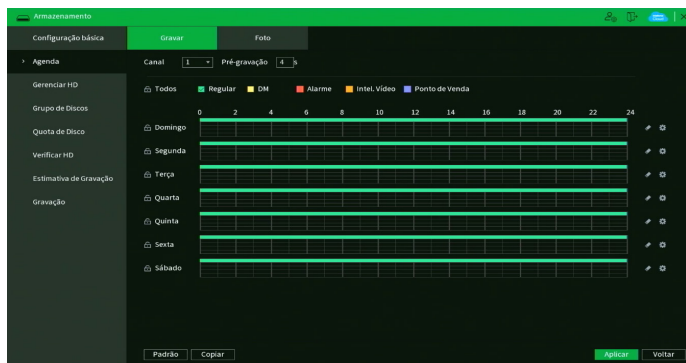 Armazenamento
Configuração básica
Gravar
Foto
Agenda
Canal 1 Pré-gravação 4 s
Gerenciar HD
Todos Regular DM Alarme Intel. Vídeo Ponto de Venda
Grupo de Discos
0 2 4 6 8 10 12 14 16 18 20 22 24
Quota de Disco
Domingo
Verificar HD
Segunda
Estimativa de Gravação
Terça
Gravação
Quarta
Quinta
Sexta
Sábado
Padrão Copiar Aplicar Voltar